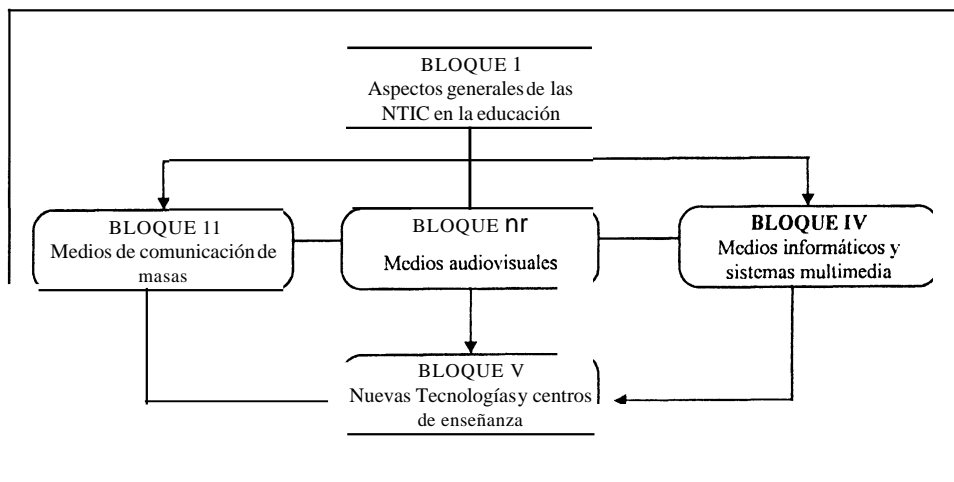 BLOQUE 1
Aspectos generales de las
NTIC en la educación
BLOQUE 11
Medios de comunicación de
masas
BLOQUE nr
Medios audiovisuales
BLOQUE IV
Medios informáticos y
sistemas multimedia
BLOQUE V
Nuevas Tecnologías y centros
de enseñanza